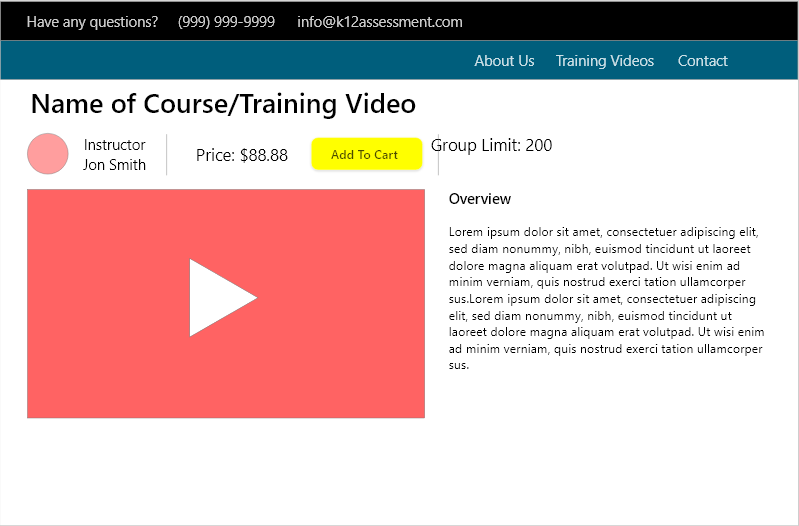 Have any questions? (999) 999-9999 info@k12assessment.com
About Us Training Videos Contact
Name of Course/Training Video
Instructor
Jon Smith
Price: $88.88
Add To Cart
Group Limit: 200
Overview
Lorem ipsum dolor sit amet, consectetuer adipiscing elit,
sed diam nonummy, nibh, euismod tincidunt ut laoreet
dolore magna aliquam erat volutpad. Ut wisi enim ad
minim verniam, quis nostrud exerci tation ullamcorper
sus.Lorem ipsum dolor sit amet, consectetuer adipiscing
elit, sed diam nonummy, nibh, euismod tincidunt ut
laoreet dolore magna aliquam erat volutpad. Ut wisi enim
ad minim verniam, quis nostrud exerci tation ullamcorper
sus.